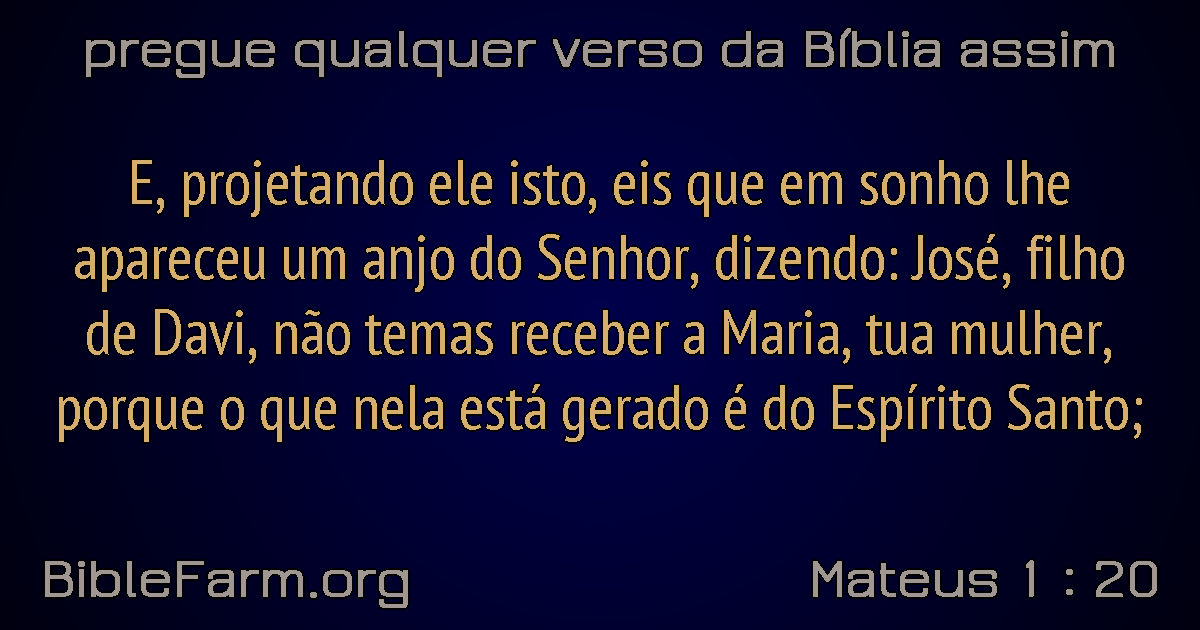 pregue qualquer verso da Bíblia assim
E, projetando ele isto, eis que em sonho lhe
apareceu um anjo do Senhor, dizendo: José, filho
de Davi, não temas receber a Maria, tua mulher,
porque o que nela está gerado é do Espírito Santo;
BibleFarm.org
Mateus 1 : 20